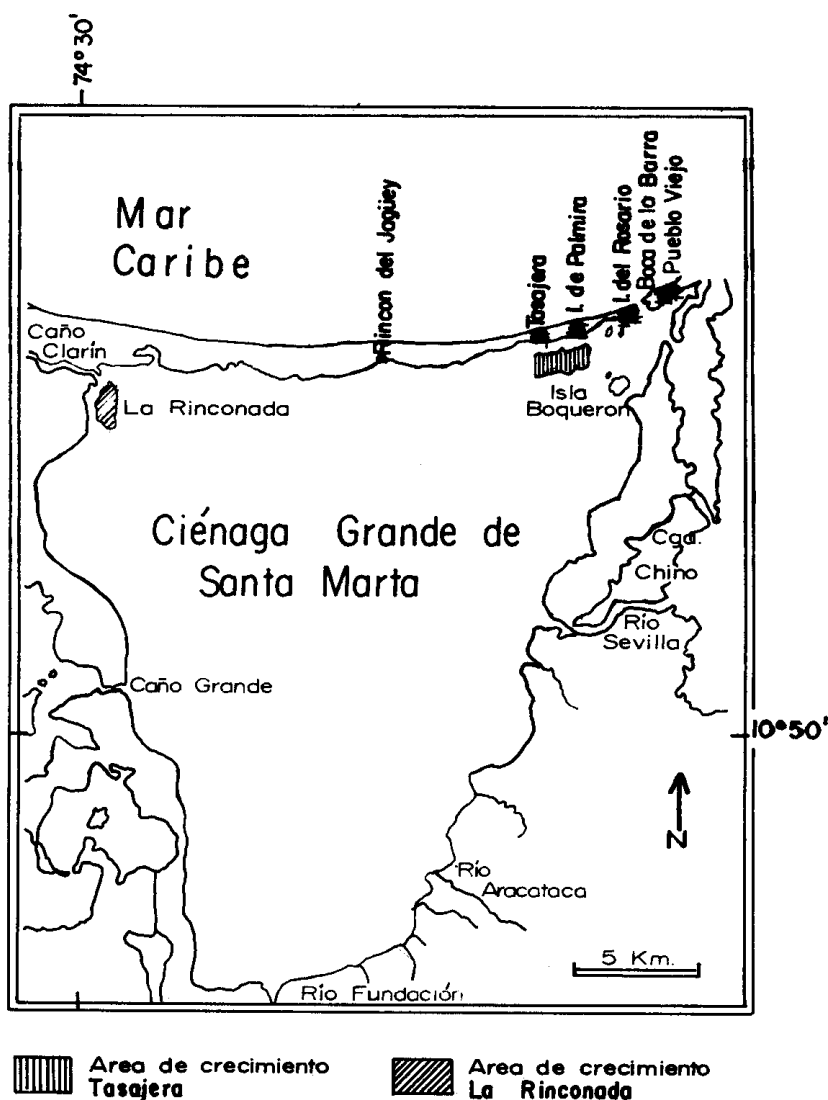 74°30'
Mar
Caribe
Rincon del Jagüey
Tasajera
I. de Palmira
I. del Rosario
Boca de la Barra
Pueblo Viejo
Caño
Clarín
La Rinconada
Isla
Boqueron
Ciénaga Grande de
Santa Marta
Cga.
Chino
Río
Sevilla
Caño Grande
10°50'
N
Río
Aracataca
5 Km.
Río Fundación
Area de crecimiento
Tasajera
Area de crecimiento
La Rinconada